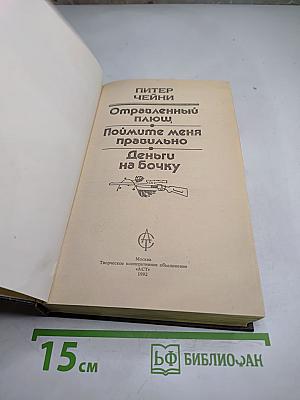 ПИТЕР
ЧЕЙНИ
Отравленный
плющ
Поймите меня
правильно
Деньги
на бочку
Москва
Творческое кооперативное объединение
«АСТ»
1992
15 см
БФ БИБЛИОФАН